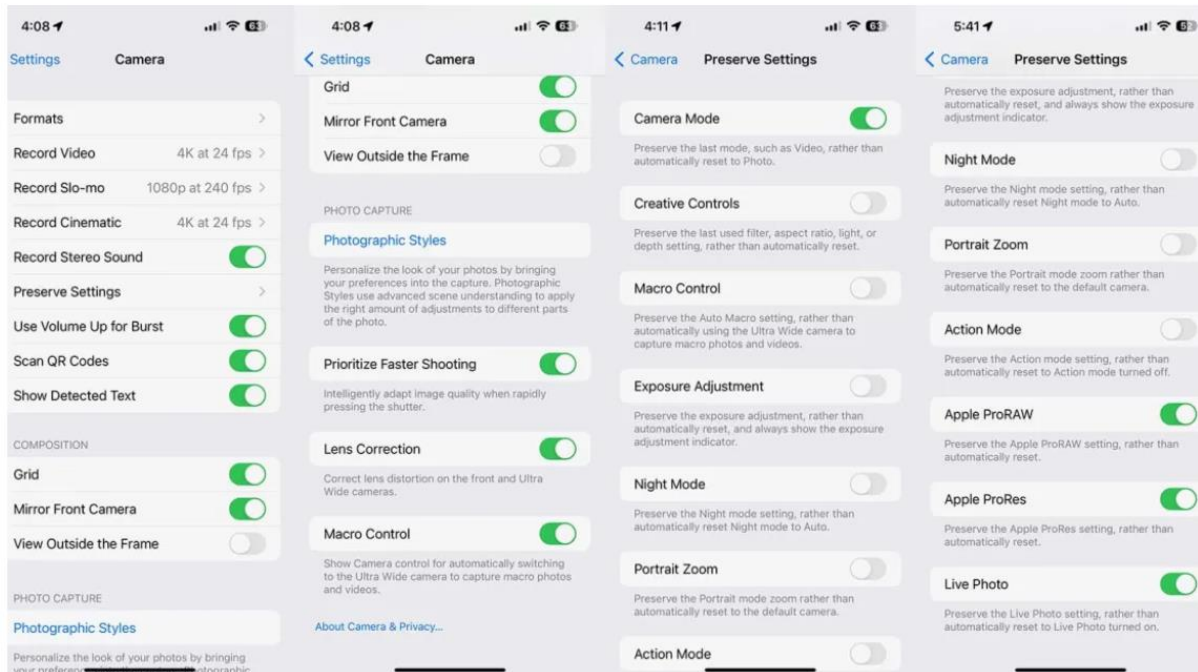 4:08
63
Settings
Camera
Formats
Record Video
4K at 24 fps
Record Slo-mo
1080p at 240 fps
Record Cinematic
4K at 24 fps
Record Stereo Sound
Preserve Settings
Use Volume Up for Burst
Scan QR Codes
Show Detected Text
COMPOSITION
Grid
Mirror Front Camera
View Outside the Frame
PHOTO CAPTURE
Photographic Styles
Personalize the look of your photos by bringing
4:08
63
Settings
Camera
Grid
Mirror Front Camera
View Outside the Frame
PHOTO CAPTURE
Photographic Styles
Personalize the look of your photos by bringing
your preferences into the capture. Photographic
Styles use advanced scene understanding to apply
the right amount of adjustments to different parts
of the photo.
Prioritize Faster Shooting
Intelligently adapt image quality when rapidly
pressing the shutter.
Lens Correction
Correct lens distortion on the front and Ultra
Wide cameras.
Macro Control
Show Camera control for automatically switching
to the Ultra Wide camera to capture macro photos
and videos.
About Camera & Privacy...
4:11
63
Camera
Preserve Settings
Camera Mode
Preserve the last mode, such as Video, rather than
automatically reset to Photo.
Creative Controls
Preserve the last used filter, aspect ratio, light, or
depth setting, rather than automatically reset.
Macro Control
Preserve the Auto Macro setting, rather than
automatically using the Ultra Wide camera to
capture macro photos and videos.
Exposure Adjustment
Preserve the exposure adjustment, rather than
automatically reset, and always show the exposure
adjustment indicator.
Night Mode
Preserve the Night mode setting, rather than
automatically reset Night mode to Auto.
Portrait Zoom
Preserve the Portrait mode zoom rather than
automatically reset to the default camera.
Action Mode
5:41
Camera
Preserve Settings
Preserve the exposure adjustment, rather than
automatically reset, and always show the exposure
adjustment indicator.
Night Mode
Preserve the Night mode setting, rather than
automatically reset Night mode to Auto.
Portrait Zoom
Preserve the Portrait mode zoom rather than
automatically reset to the default camera.
Action Mode
Preserve the Action mode setting, rather than
automatically reset to Action mode turned off.
Apple ProRAW
Preserve the Apple ProRAW setting, rather than
automatically reset.
Apple ProRes
Preserve the Apple ProRes setting, rather than
automatically reset.
Live Photo
Preserve the Live Photo setting, rather than
automatically reset to Live Photo turned on.